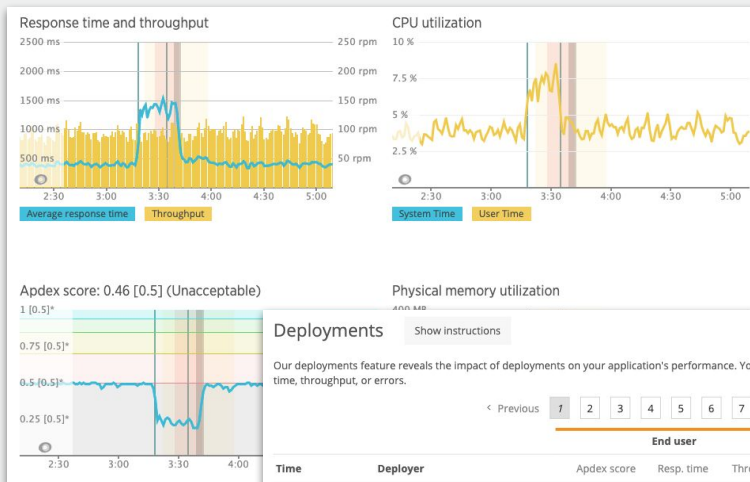 Response time and throughput
2500 ms
2000 ms
1500 ms
1000 ms
500 ms
250 rpm
200 rpm
150 rpm
100 rpm
50 rpm
2:30 3:00 3:30 4:00 4:30 5:00
Average response time Throughput
CPU utilization
10 %
7.5 %
5 %
2.5 %
2:30 3:00 3:30 4:00 4:30 5:00
System Time User Time
Apdex score: 0.46 [0.5] (Unacceptable)
1 [0.5]*
0.75 [0.5]*
0.5 [0.5]*
0.25 [0.5]*
2:30 3:00 3:30 4:00
Physical memory utilization
400 MB
Deployments Show instructions
Our deployments feature reveals the impact of deployments on your application's performance. Yo
time, throughput, or errors.
< Previous 1 2 3 4 5 6 7
End user
Time Deployer Apdex score Resp. time Thr